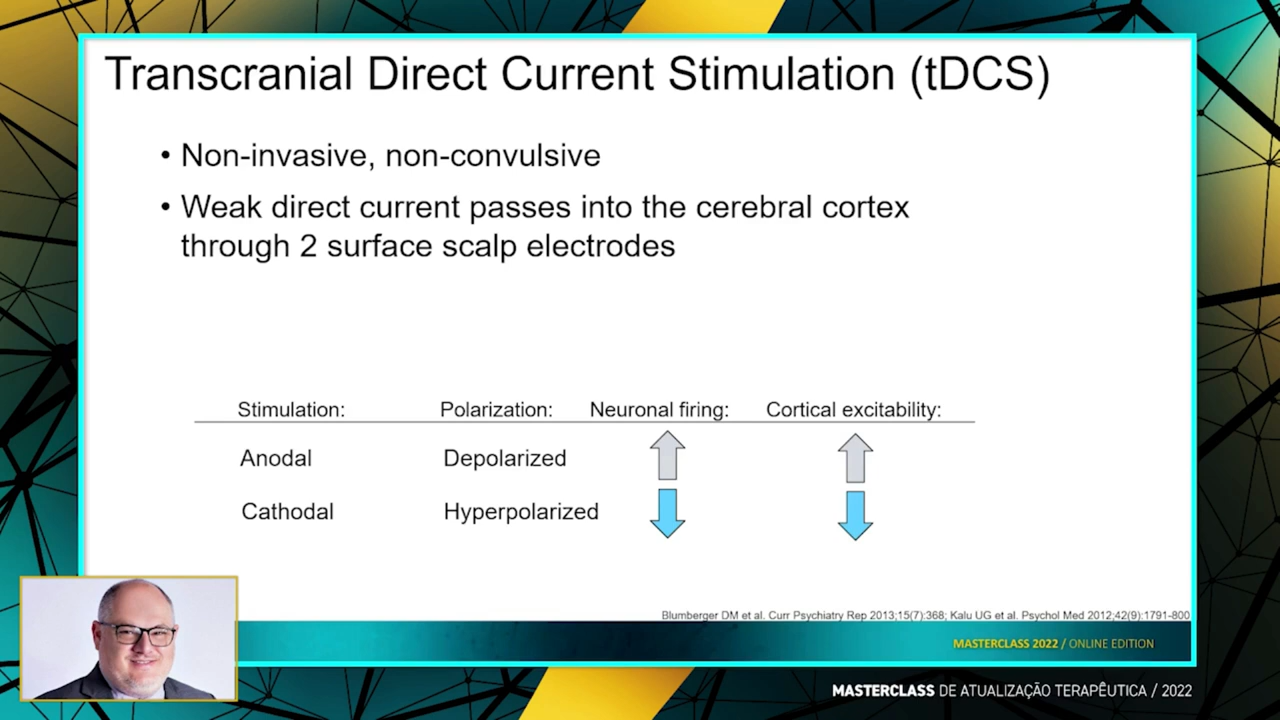 Transcranial Direct Current Stimulation (tDCS)
• Non-invasive, non-convulsive
• Weak direct current passes into the cerebral cortex
through 2 surface scalp electrodes
Stimulation: Polarization: Neuronal firing: Cortical excitability:
Anodal Depolarized
Cathodal Hyperpolarized
Blumberger DM et al. Curr Psychiatry Rep 2013;15(7):368; Kalu UG et al. Psychol Med 2012;42(9):1791-800
MASTERCLASS 2022 / ONLINE EDITION
MASTERCLASS DE ATUALIZAÇÃO TERAPÊUTICA / 2022